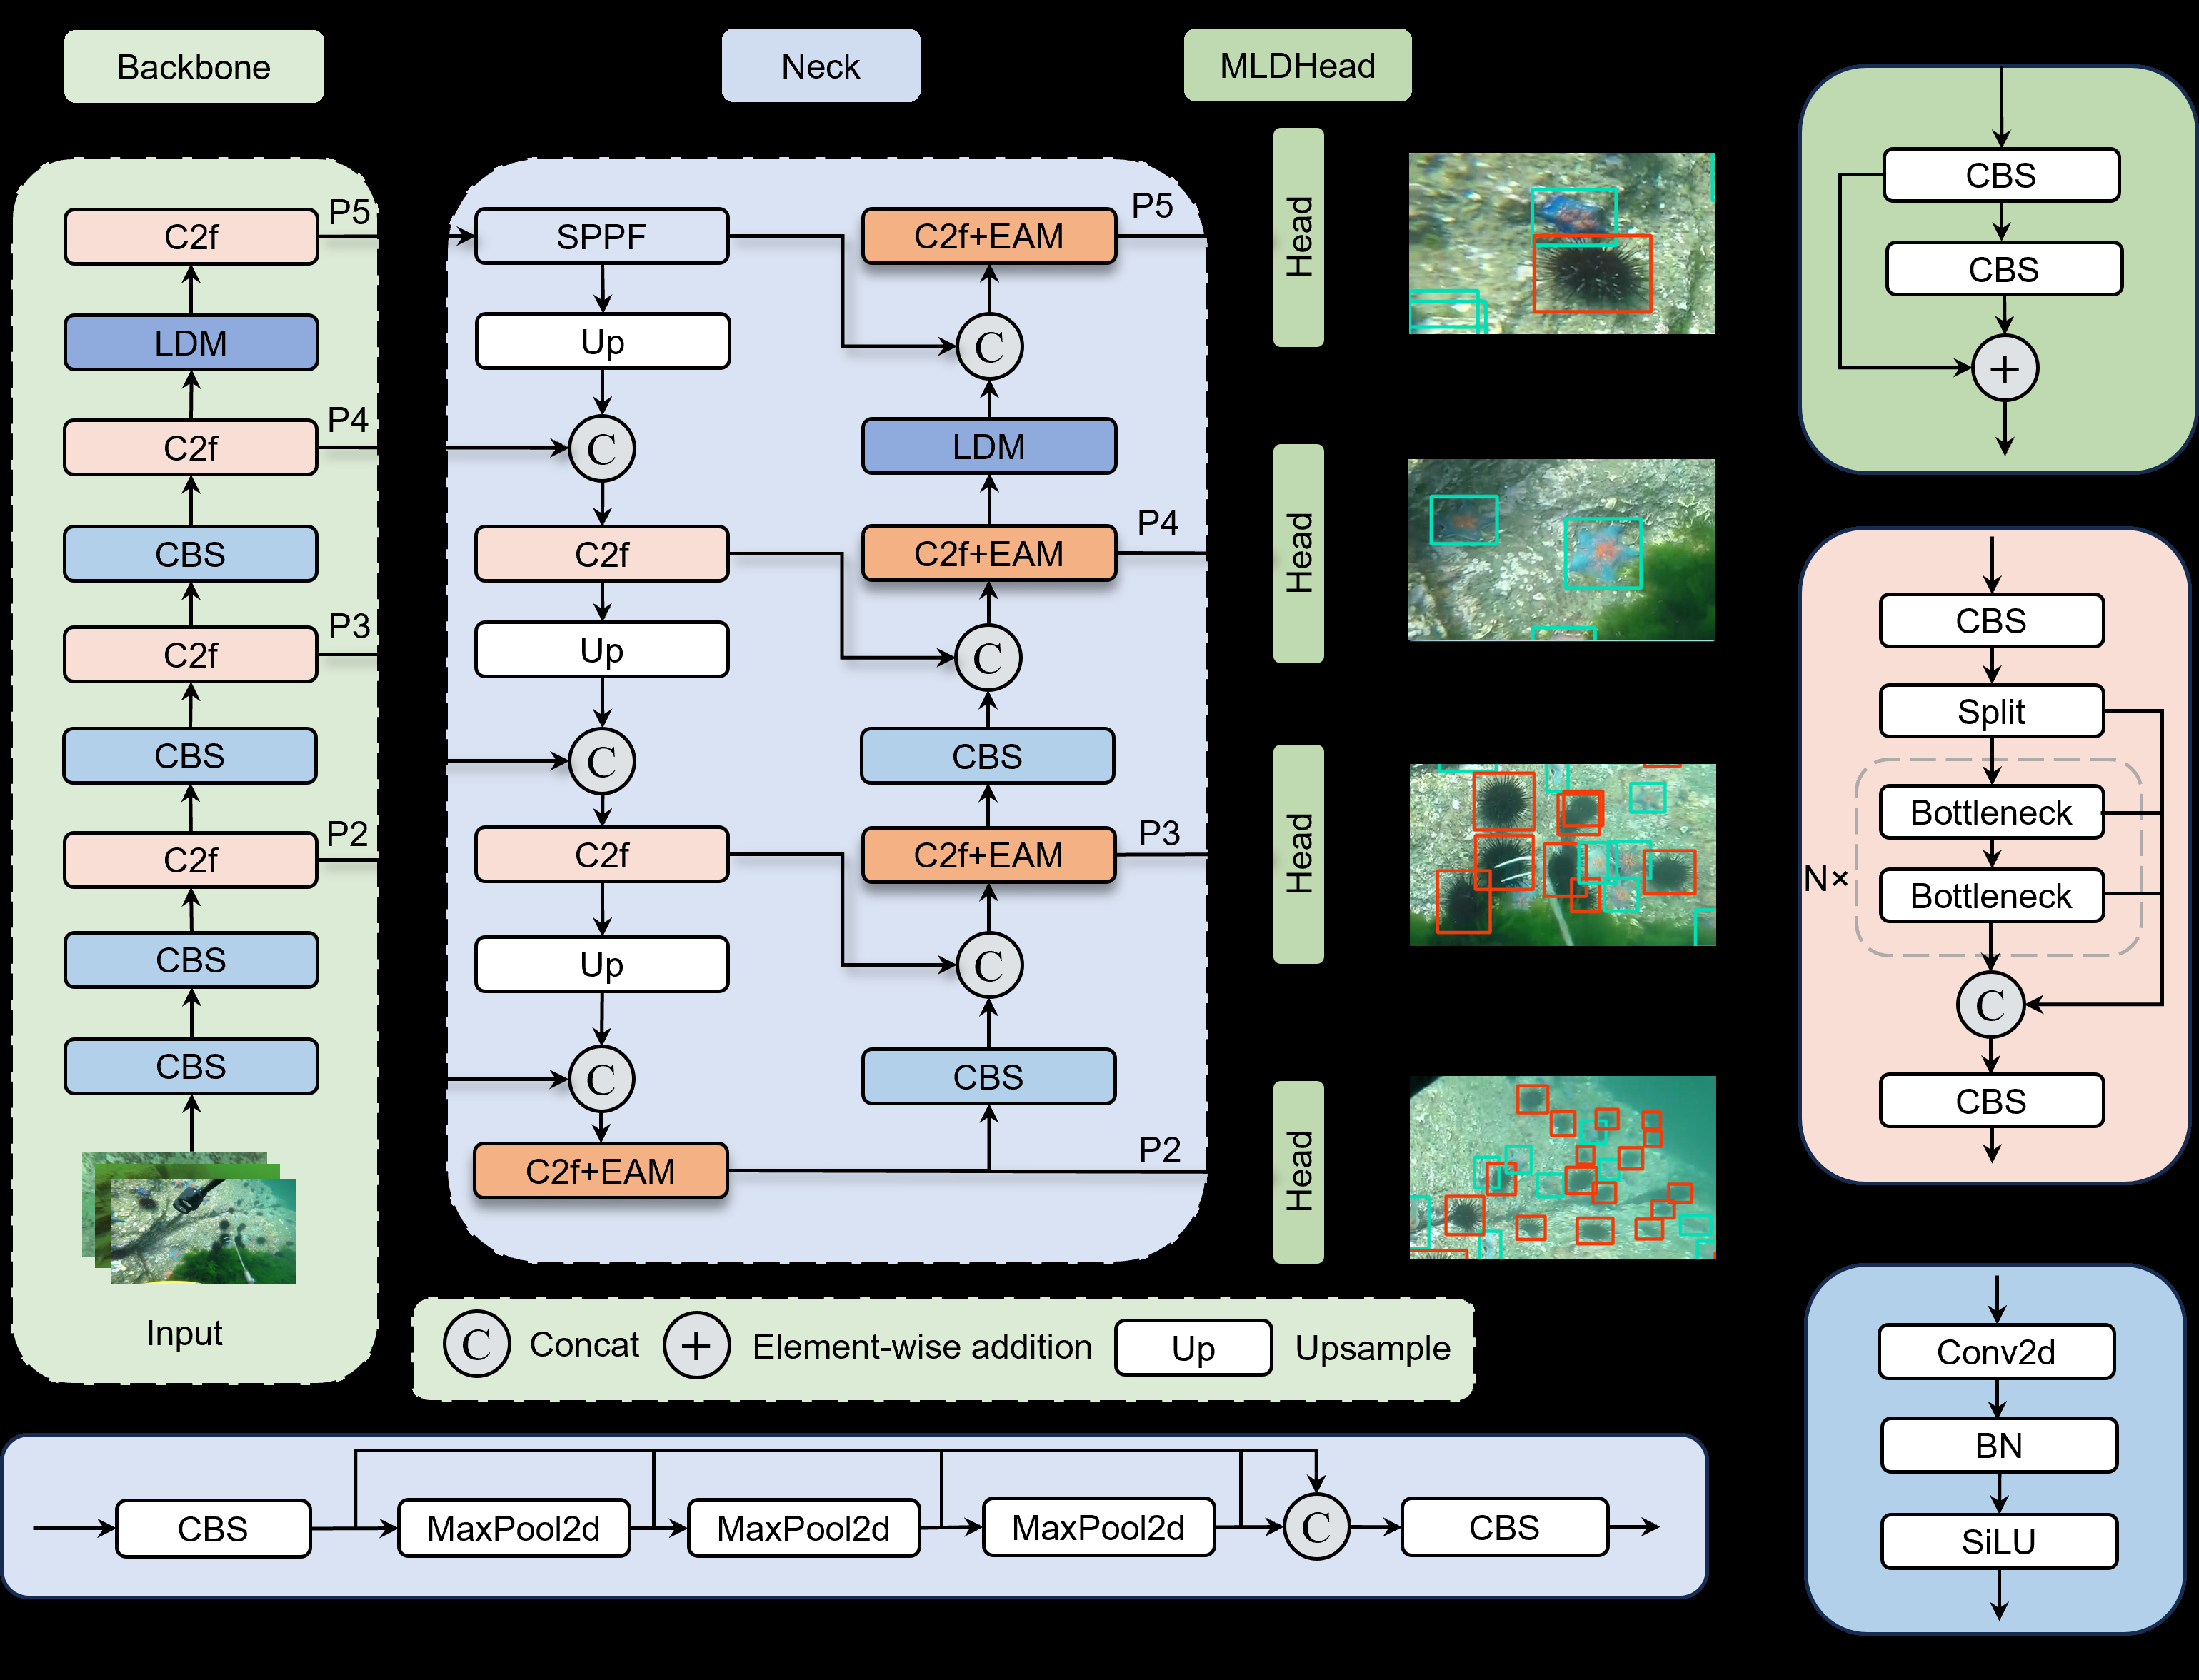 Backbone
Neck
MLDHead
C2f
P5
LDM
C2f
P4
CBS
C2f
P3
CBS
C2f
P2
CBS
CBS
Input
SPPF
Up
C
C2f
Up
C
C2f
Up
C
C2f+EAM
C2f+EAM
P5
C
LDM
C2f+EAM
P4
C
CBS
C2f+EAM
P3
C
CBS
P2
Head
Head
Head
Head
CBS
CBS
+
CBS
Split
Bottleneck
N×
Bottleneck
C
CBS
Conv2d
BN
SiLU
C Concat + Element-wise addition Up Upsample
CBS MaxPool2d MaxPool2d MaxPool2d C CBS